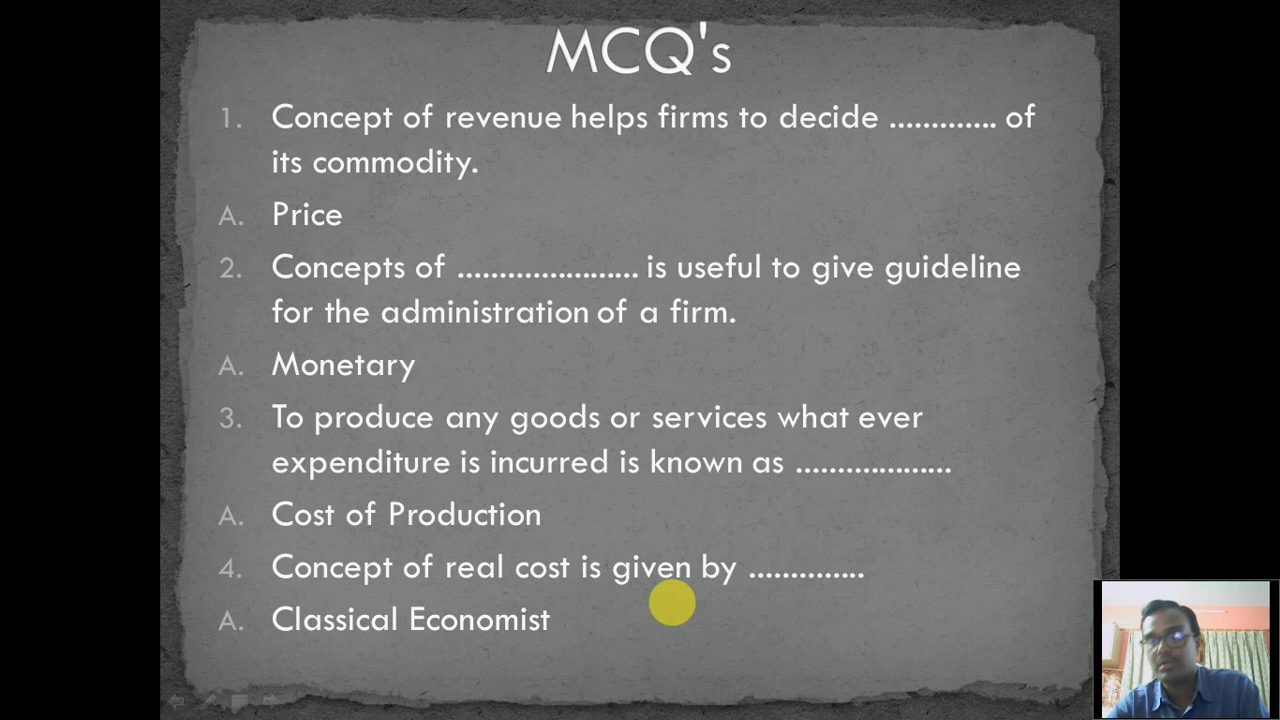 MCQ's
1. Concept of revenue helps firms to decide ............. of
its commodity.
A. Price
2. Concepts of ...................... is useful to give guideline
for the administration of a firm.
A. Monetary
3. To produce any goods or services what ever
expenditure is incurred is known as ...................
A. Cost of Production
4. Concept of real cost is given by ..............
A. Classical Economist